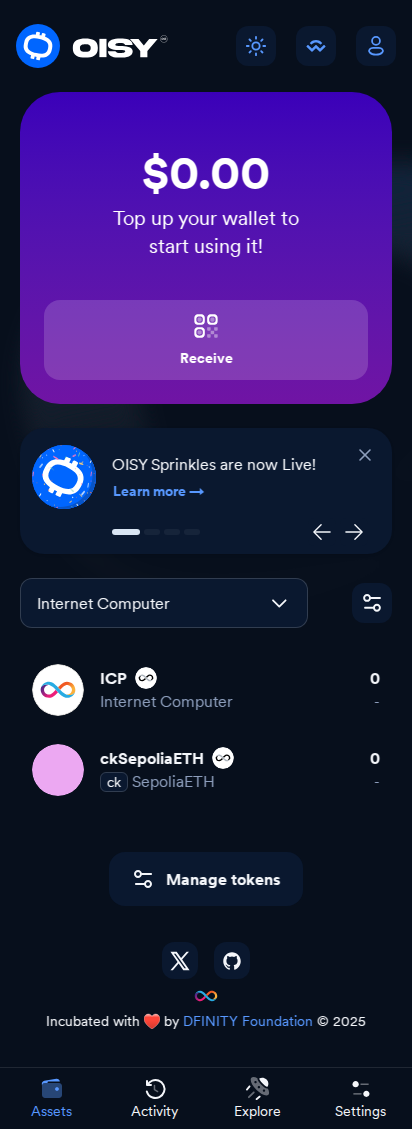 OISY
$0.00
Top up your wallet to
start using it!
Receive
OISY Sprinkles are now Live!
Learn more →
Internet Computer
ICP
0
Internet Computer
-
ckSepoliaETH
0
ck SepoliaETH
-
Manage tokens
Incubated with ❤️ by DFINITY Foundation © 2025
Assets
Activity
Explore
Settings